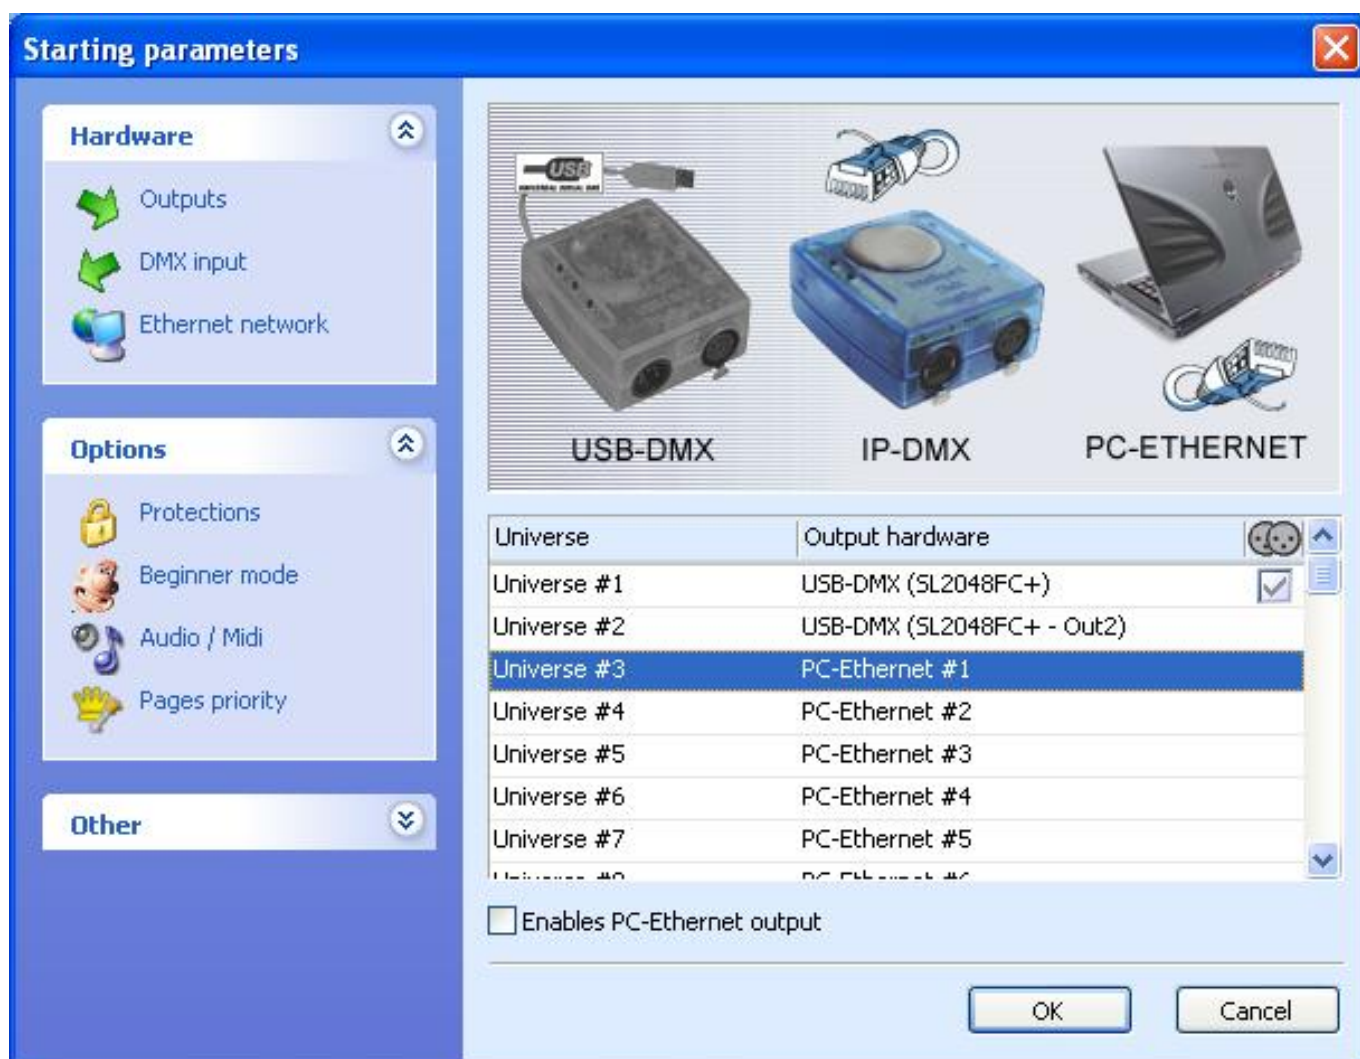 Starting parameters
Hardware
Outputs
DMX input
Ethernet network
Options
Protections
Beginner mode
Audio / Midi
Pages priority
Other
USB
USB-DMX
IP-DMX
PC-ETHERNET
Universe Output hardware
Universe #1 USB-DMX (SL2048FC+)
Universe #2 USB-DMX (SL2048FC+ - Out2)
Universe #3 PC-Ethernet #1
Universe #4 PC-Ethernet #2
Universe #5 PC-Ethernet #3
Universe #6 PC-Ethernet #4
Universe #7 PC-Ethernet #5
Enables PC-Ethernet output
OK
Cancel